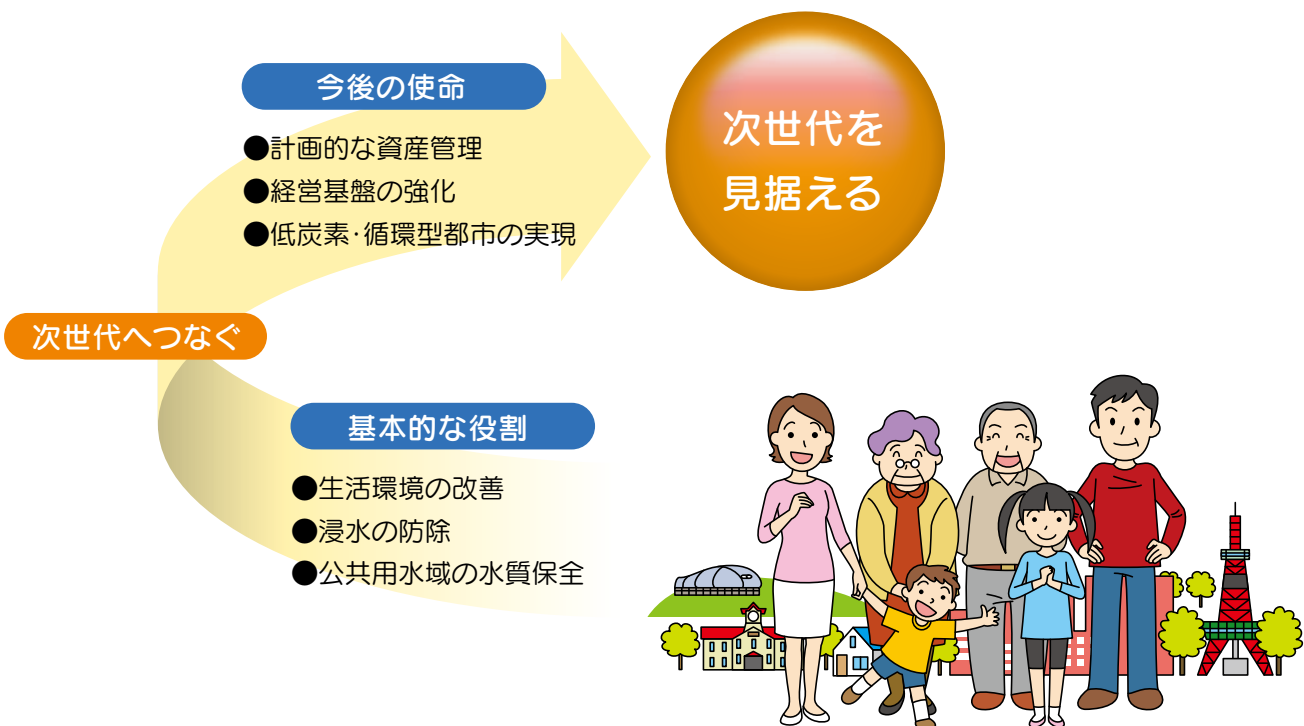 今後の使命
●計画的な資産管理
●経営基盤の強化
●低炭素・循環型都市の実現
次世代を
見据える
次世代へつなぐ
基本的な役割
●生活環境の改善
●浸水の防除
●公共用水域の水質保全